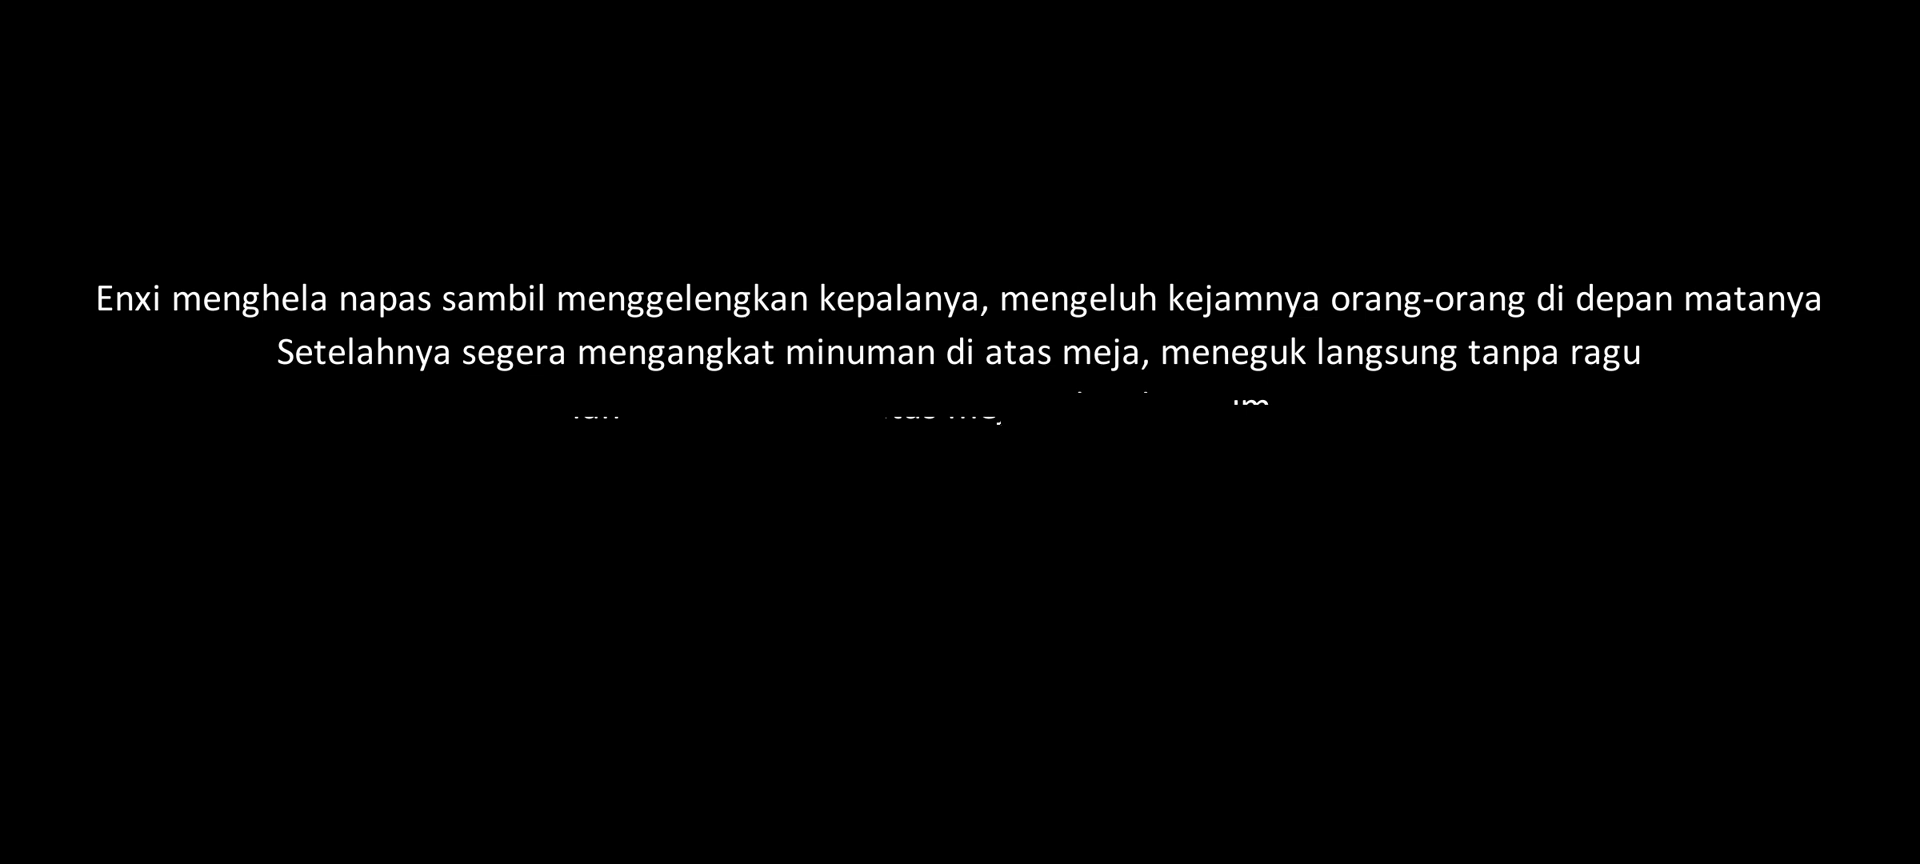 Enxi menghela napas sambil menggelengkan kepalanya, mengeluh kejamnya orang-orang di depan matanya
Setelahnya segera mengangkat minuman di atas meja, meneguk langsung tanpa ragu